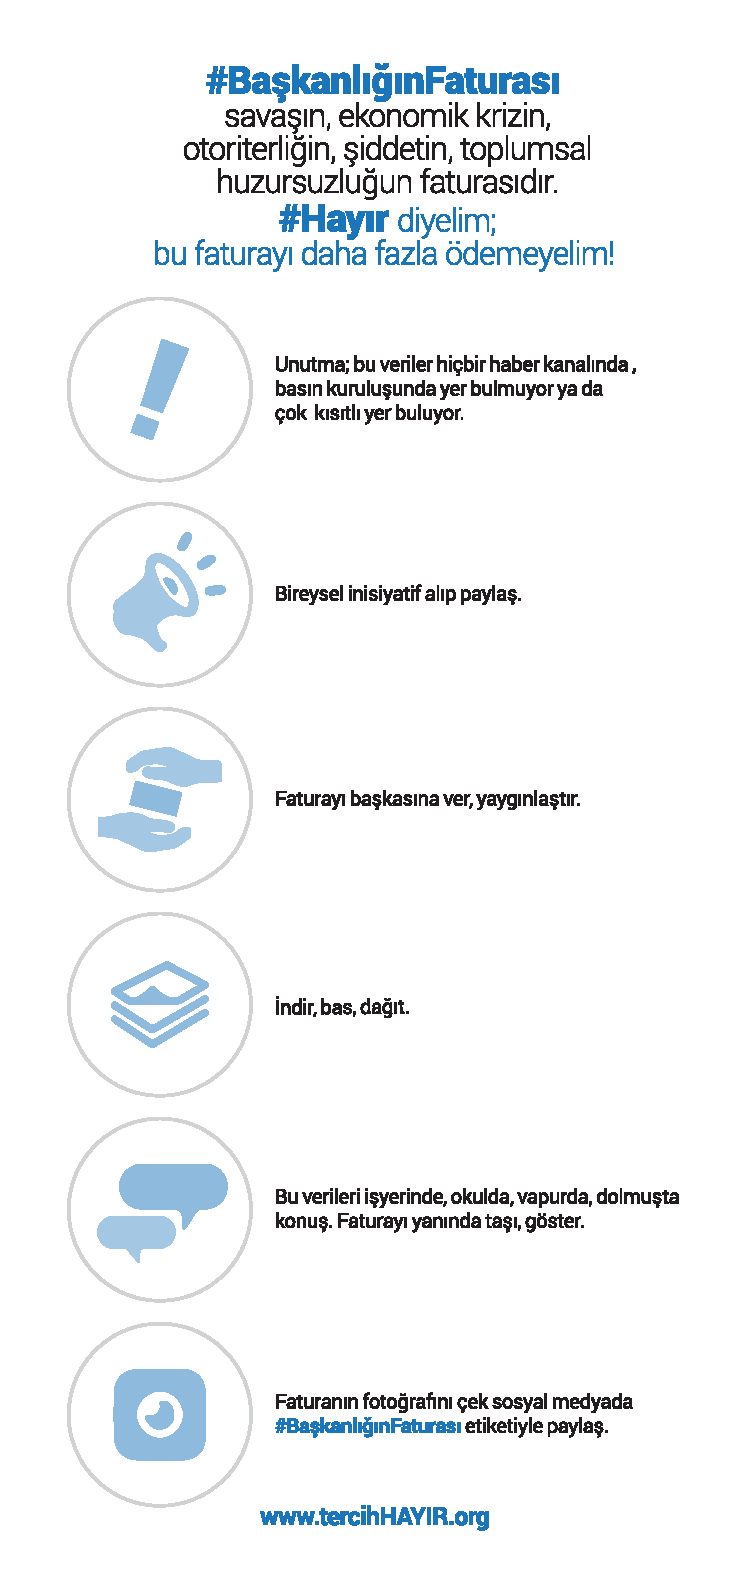 #BaşkanlığınFaturası
savaşın, ekonomik krizin,
otoriterliğin, şiddetin, toplumsal
huzursuzluğun faturasıdır.
#Hayır diyelim;
bu faturayı daha fazla ödemeyelim!
Unutma; bu veriler hiçbir haber kanalında ,
basın kuruluşunda yer bulmuyor ya da
çok kısıtlı yer buluyor.
Bireysel inisiyatif alıp paylaş.
Faturayı başkasına ver, yaygınlaştır.
İndir, bas, dağıt.
Bu verileri işyerinde, okulda, vapurda, dolmuşta
konuş. Faturayı yanında taşı, göster.
Faturanın fotoğrafını çek sosyal medyada
#BaşkanlığınFaturası etiketiyle paylaş.
www.tercihHAYIR.org